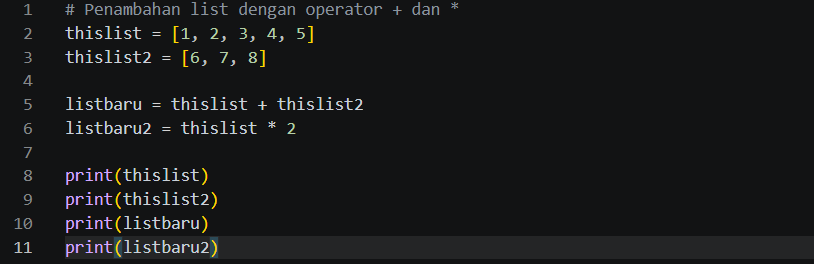 1 # Penambahan list dengan operator + dan *
2 thislist = [1, 2, 3, 4, 5]
3 thislist2 = [6, 7, 8]
4
5 listbaru = thislist + thislist2
6 listbaru2 = thislist * 2
7
8 print(thislist)
9 print(thislist2)
10 print(listbaru)
11 print(listbaru2)